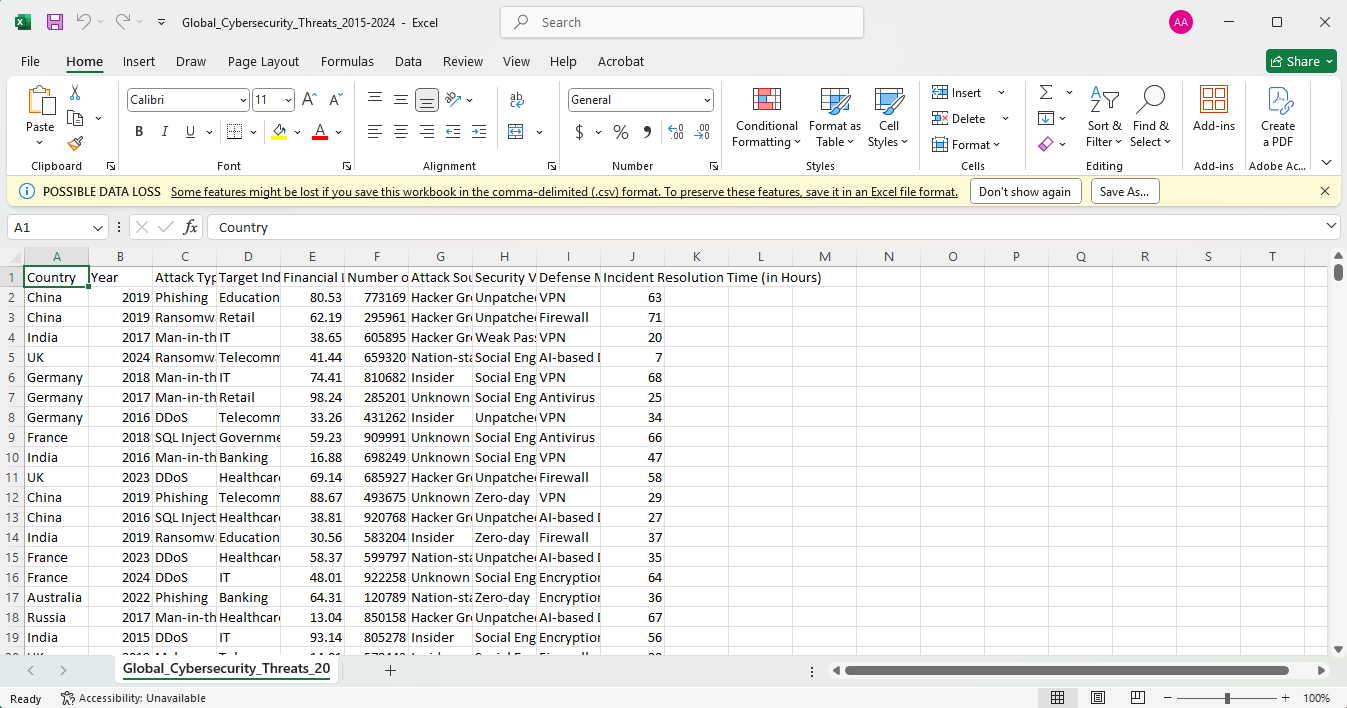 Global_Cybersecurity_Threats_2015-2024 - Excel
Search
AA
File Home Insert Draw Page Layout Formulas Data Review View Help Acrobat
Share
Paste
Clipboard
Calibri 11
B I U
Font
ab
Alignment
General
$ % 9
Number
Conditional Formatting
Format as Table
Cell Styles
Styles
Insert
Delete
Format
Cells
Sort & Filter
Find & Select
Editing
Add-ins
Add-ins
Create a PDF
Adobe Ac...
POSSIBLE DATA LOSS Some features might be lost if you save this workbook in the comma-delimited (.csv) format. To preserve these features, save it in an Excel file format. Don't show again Save As...
A1 fx Country
A B C D E F G H I J K L M N O P Q R S T
1 Country Year Attack Typ Target Ind Financial L Number o Attack Sou Security V Defense M Incident Resolution Time (in Hours)
2 China 2019 Phishing Education 80.53 773169 Hacker Gr Unpatche VPN 63
3 China 2019 Ransomw Retail 62.19 295961 Hacker Gr Unpatche Firewall 71
4 India 2017 Man-in-th IT 38.65 605895 Hacker Gr Weak Pas VPN 20
5 UK 2024 Ransomw Telecomm 41.44 659320 Nation-sta Social Eng AI-based D 7
6 Germany 2018 Man-in-th IT 74.41 810682 Insider Social Eng VPN 68
7 Germany 2017 Man-in-th Retail 98.24 285201 Unknown Social Eng Antivirus 25
8 Germany 2016 DDoS Telecomm 33.26 431262 Insider Unpatche VPN 34
9 France 2018 SQL Inject Governme 59.23 909991 Unknown Social Eng Antivirus 66
10 India 2016 Man-in-th Banking 16.88 698249 Unknown Social Eng VPN 47
11 UK 2023 DDoS Healthcar 69.14 685927 Hacker Gr Unpatche Firewall 58
12 China 2019 Phishing Telecomm 88.67 493675 Unknown Zero-day VPN 29
13 China 2016 SQL Inject Healthcar 38.81 920768 Hacker Gr Unpatche AI-based D 27
14 India 2019 Ransomw Education 30.56 583204 Insider Zero-day Firewall 37
15 France 2023 DDoS Healthcar 58.37 599797 Nation-sta Unpatche AI-based D 35
16 France 2024 DDoS IT 48.01 922258 Unknown Social Eng Encryption 64
17 Australia 2022 Phishing Banking 64.31 120789 Nation-sta Zero-day Encryption 36
18 Russia 2017 Man-in-th Healthcar 13.04 850158 Hacker Gr Unpatche AI-based D 67
19 India 2015 DDoS IT 93.14 805278 Insider Social Eng Encryption 56
Global_Cybersecurity_Threats_20
Ready Accessibility: Unavailable 100%